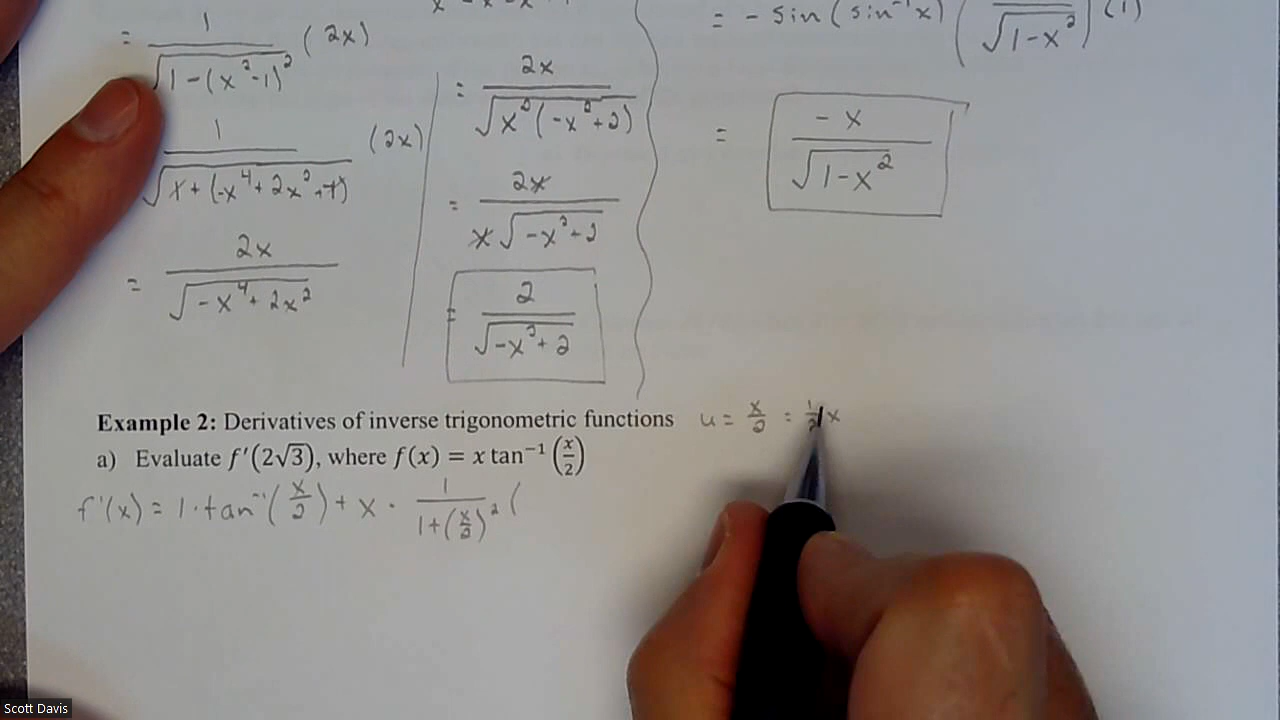 = 1/√(1-(x²-1)²) (2x)
1/√(1+(-x⁴+2x²-1)) (2x)
= 2x/√(-x⁴+2x²)
= 2x/√(x²(-x²+2))
= 2x/(x√(-x²+2))
= 2/√(-x²+2)
= - sin(sin⁻¹x)( /√(1-x²)) (1)
= -x/√(1-x²)
Example 2: Derivatives of inverse trigonometric functions u = x/2 = 1/2 x
a) Evaluate f′(2√3), where f(x) = x tan⁻¹(x/2)
f'(x) = 1·tan⁻¹(x/2) + x · 1/(1+(x/2)²) (
Scott Davis